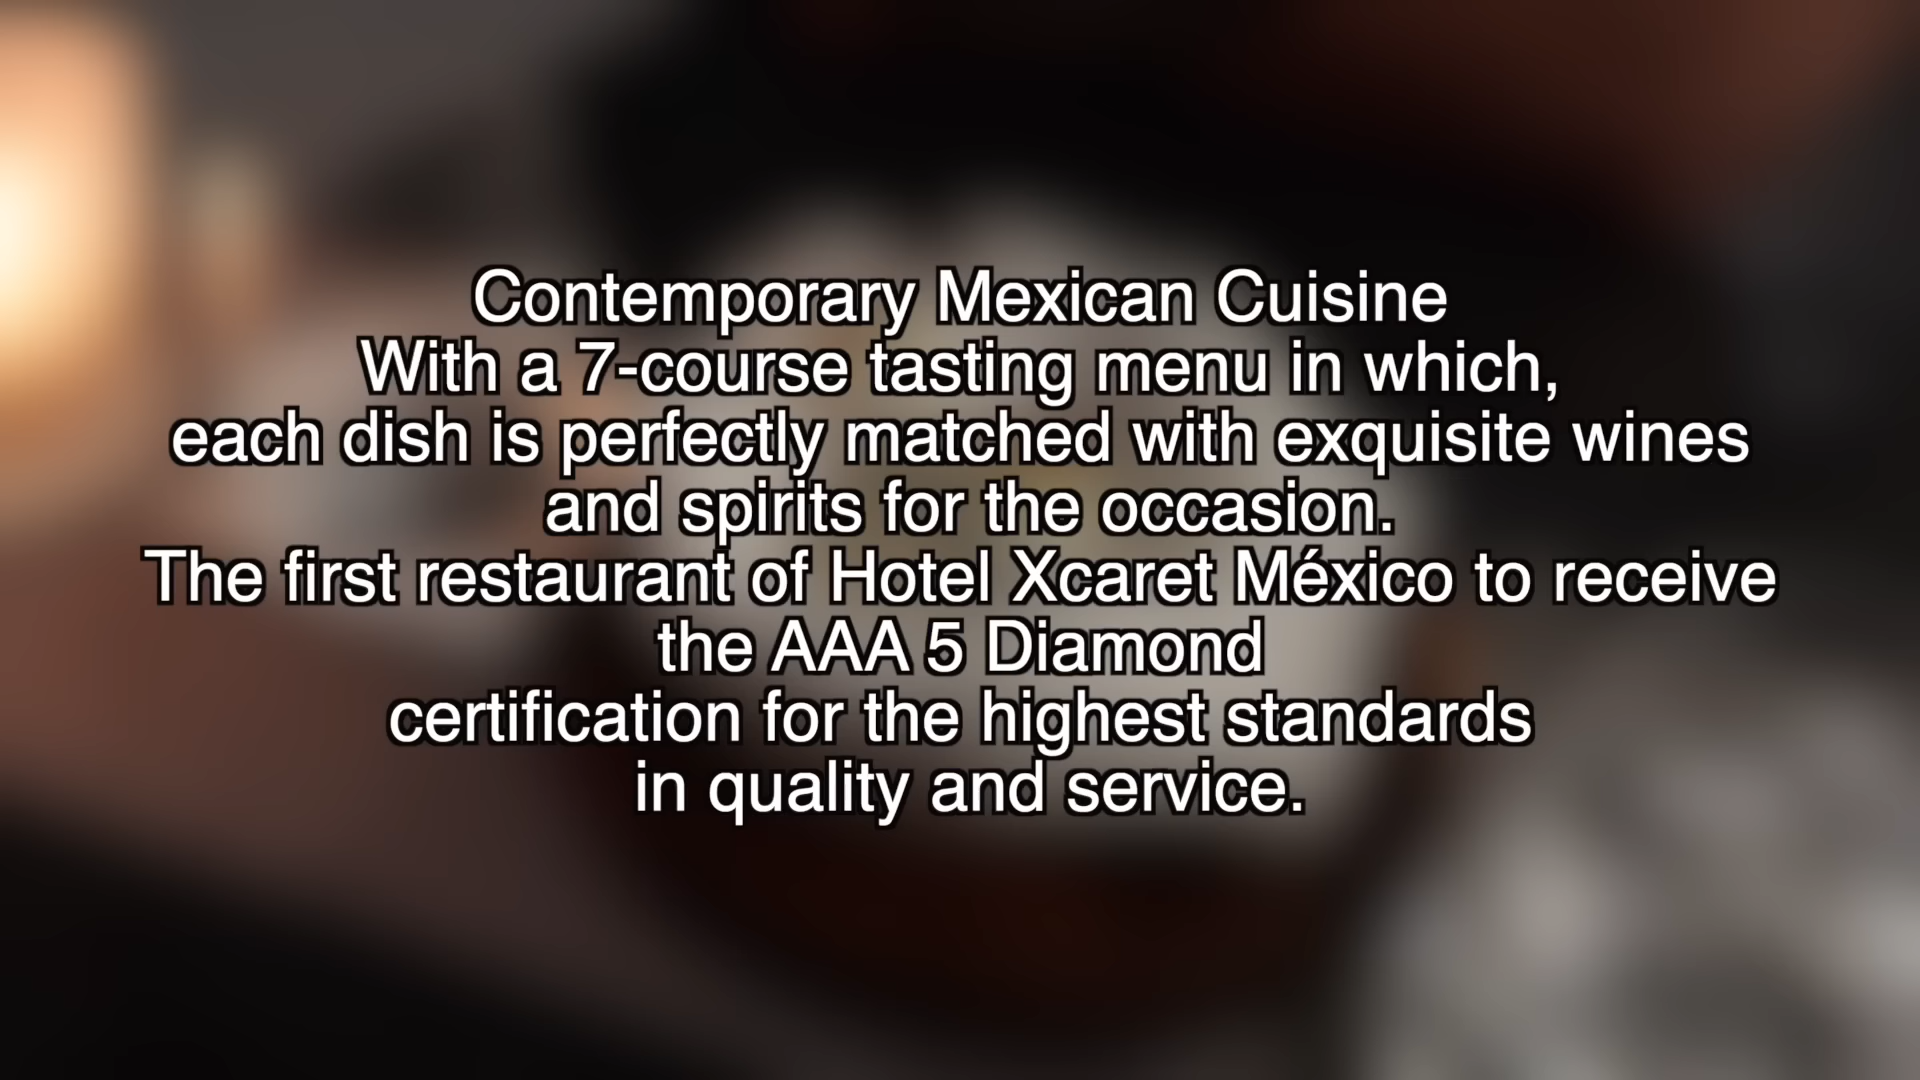 Contemporary Mexican Cuisine
With a 7-course tasting menu in which,
each dish is perfectly matched with exquisite wines
and spirits for the occasion.
The first restaurant of Hotel Xcaret México to receive
the AAA 5 Diamond
certification for the highest standards
in quality and service.